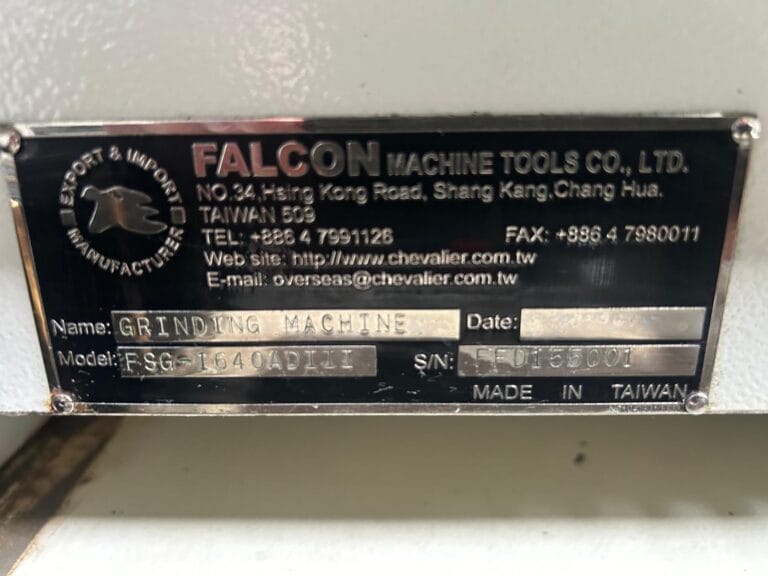 EXPORT & IMPORT
MANUFACTURER
FALCON MACHINE TOOLS CO., LTD.
NO.34,Hsing Kong Road, Shang Kang,Chang Hua.
TAIWAN 509
TEL: +886 4 7991126 FAX: +886 4 7980011
Web site: http://www.chevalier.com.tw
E-mail: overseas@chevalier.com.tw
Name: GRINDING MACHINE Date:
Model: FSG-1640ADIII S/N: FFD155001
MADE IN TAIWAN